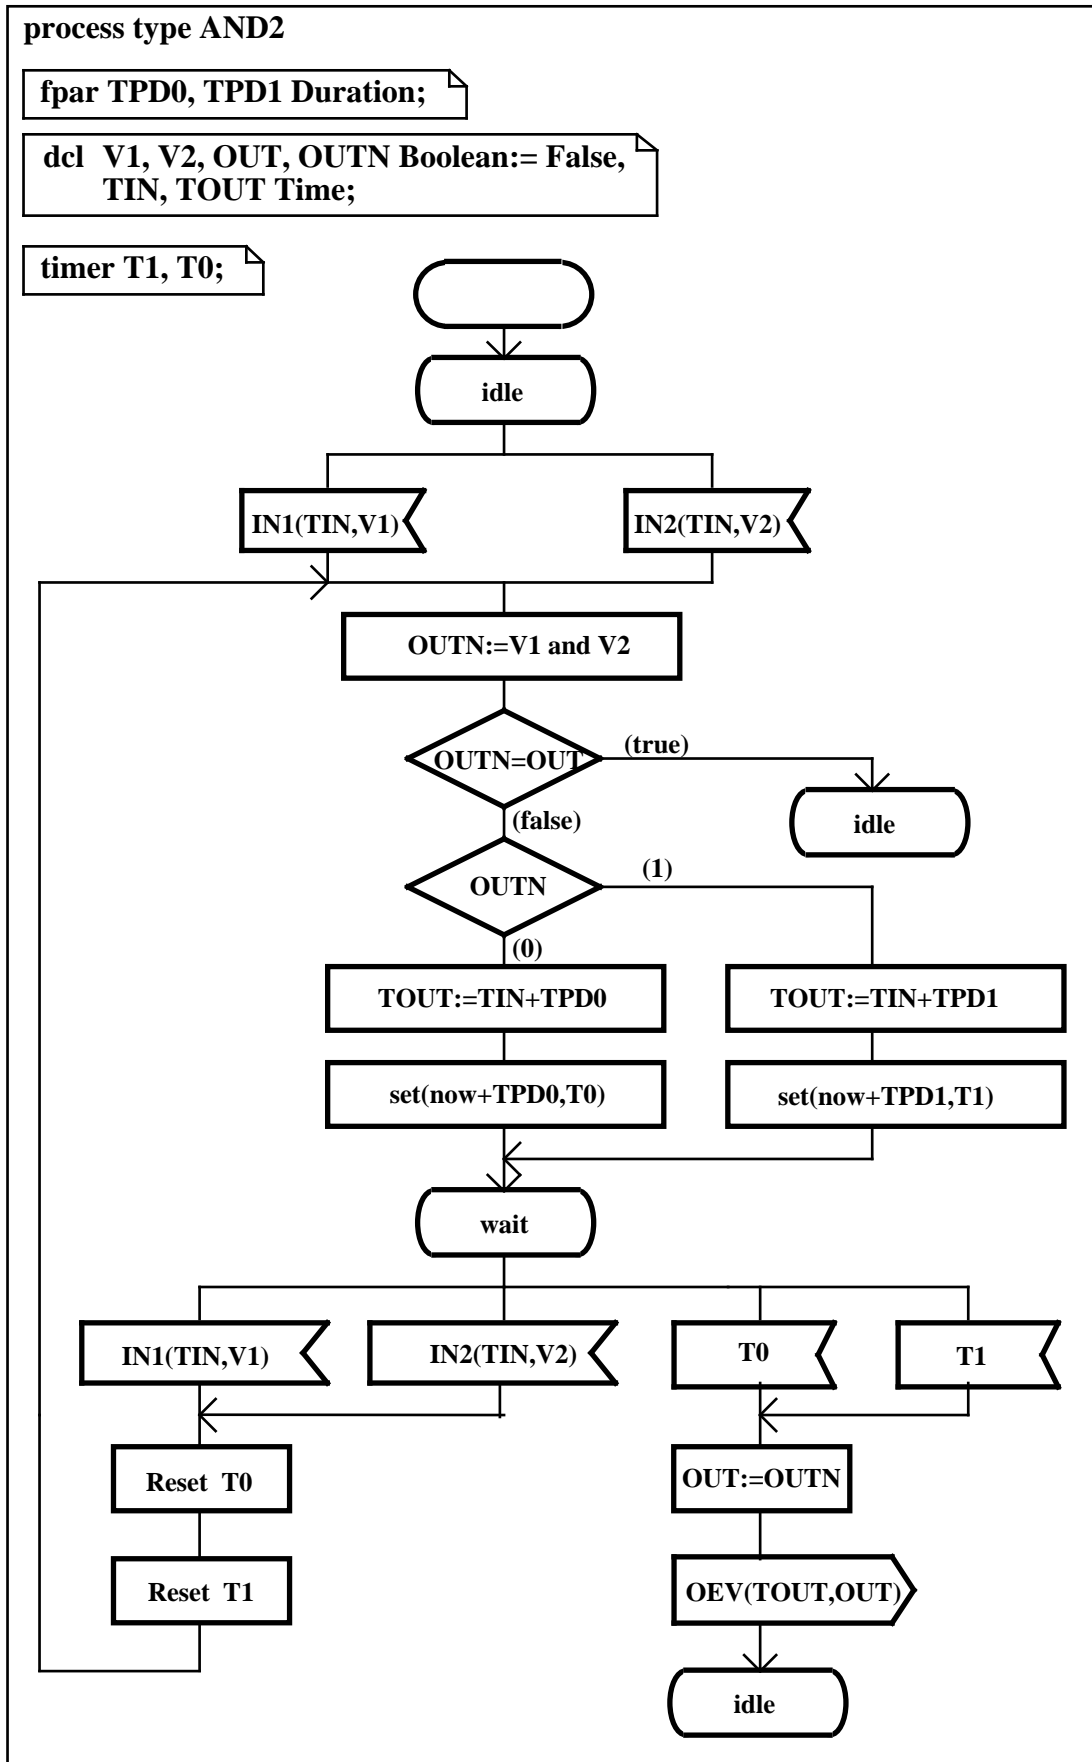 process type AND2
fpar TPD0, TPD1 Duration;
dcl V1, V2, OUT, OUTN Boolean:= False,
TIN, TOUT Time;
timer T1, T0;
idle
IN1(TIN,V1)
IN2(TIN,V2)
OUTN:=V1 and V2
OUTN=OUT
(true)
idle
(false)
OUTN
(1)
(0)
TOUT:=TIN+TPD0
TOUT:=TIN+TPD1
set(now+TPD0,T0)
set(now+TPD1,T1)
wait
IN1(TIN,V1)
IN2(TIN,V2)
T0
T1
Reset T0
OUT:=OUTN
Reset T1
OEV(TOUT,OUT)
idle